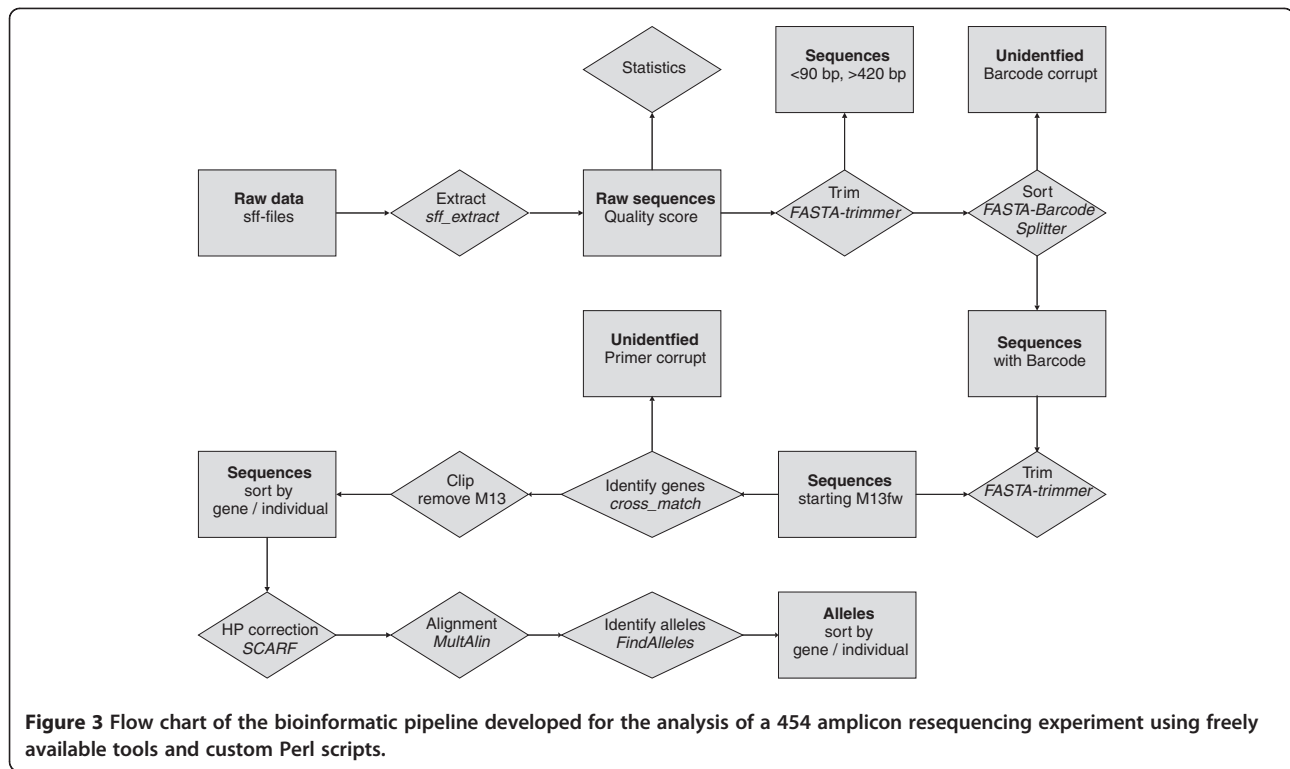 Statistics
Sequences
<90 bp, >420 bp
Unidentfied
Barcode corrupt
Raw data
sff-files
Extract
sff_extract
Raw sequences
Quality score
Trim
FASTA-trimmer
Sort
FASTA-Barcode
Splitter
Unidentfied
Primer corrupt
Sequences
with Barcode
Sequences
sort by
gene / individual
Clip
remove M13
Identify genes
cross_match
Sequences
starting M13fw
Trim
FASTA-trimmer
HP correction
SCARF
Alignment
MultAlin
Identify alleles
FindAlleles
Alleles
sort by
gene / individual
Figure 3 Flow chart of the bioinformatic pipeline developed for the analysis of a 454 amplicon resequencing experiment using freely
available tools and custom Perl scripts.